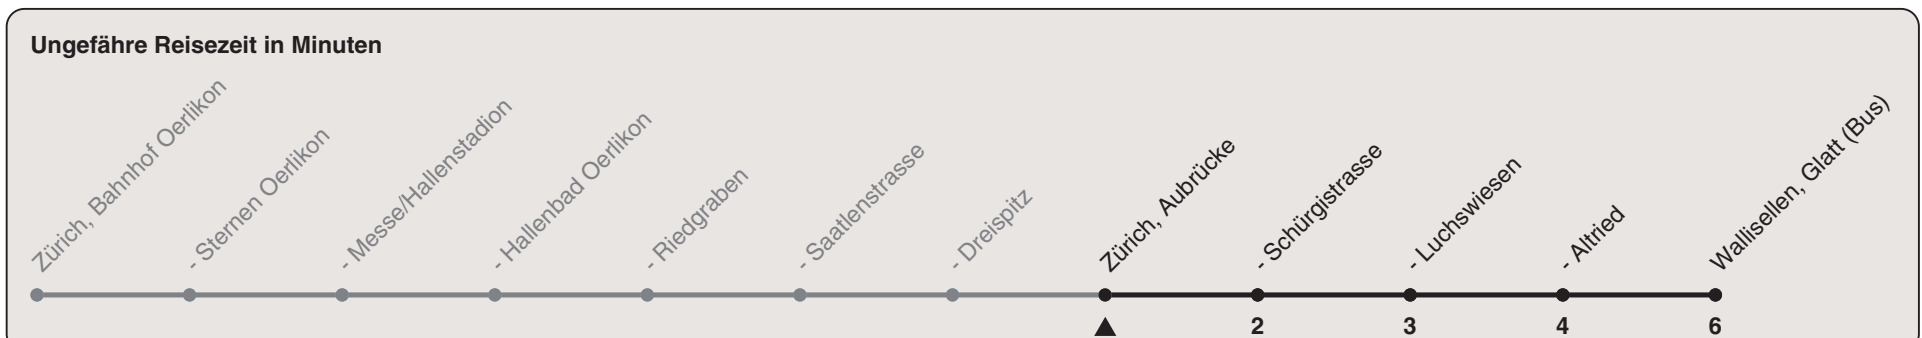 Ungefähre Reisezeit in Minuten
Zürich, Bahnhof Oerlikon
- Sternen Oerlikon
- Messe/Hallenstadion
- Hallenbad Oerlikon
- Riedgraben
- Saatlenstrasse
- Dreispitz
Zürich, Aubrücke
- Schürgistrasse
- Luchswiesen
- Altried
Wallisellen, Glatt (Bus)
2 3 4 6